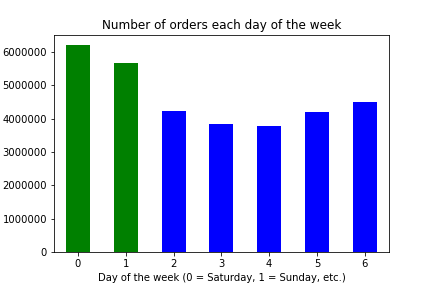 Number of orders each day of the week
6000000
5000000
4000000
3000000
2000000
1000000
0
0 1 2 3 4 5 6
Day of the week (0 = Saturday, 1 = Sunday, etc.)